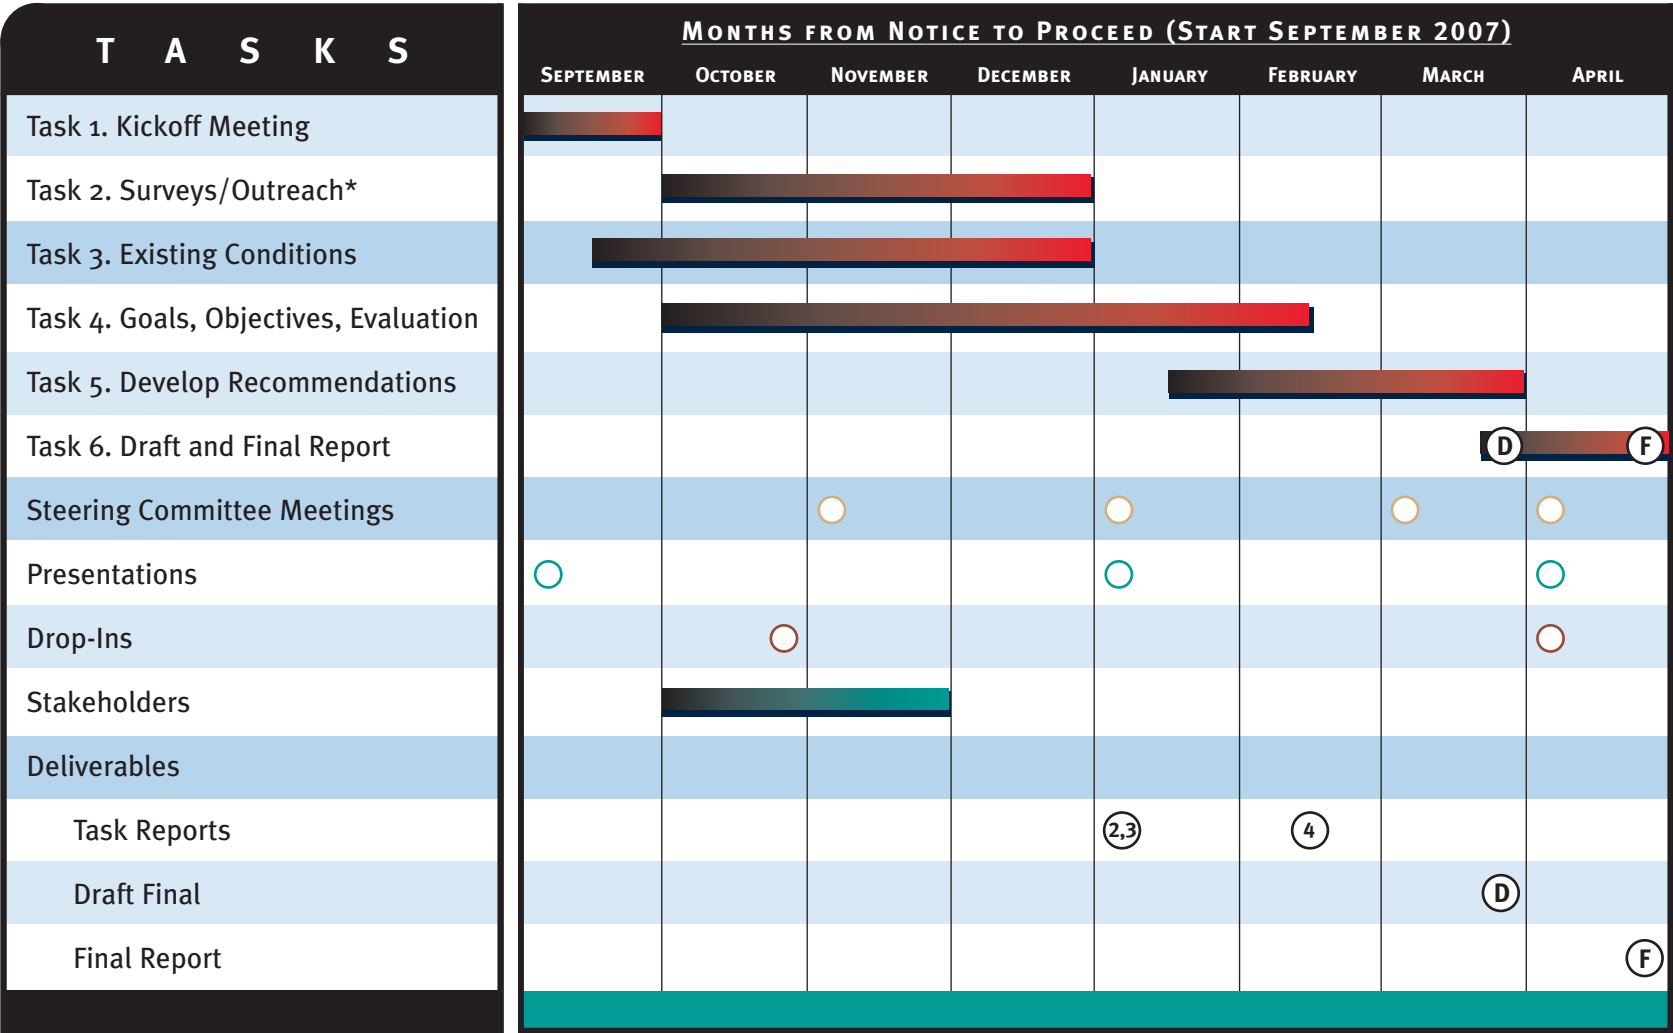 TASKS
MONTHS FROM NOTICE TO PROCEED (START SEPTEMBER 2007)
SEPTEMBER OCTOBER NOVEMBER DECEMBER JANUARY FEBRUARY MARCH APRIL
Task 1. Kickoff Meeting
Task 2. Surveys/Outreach*
Task 3. Existing Conditions
Task 4. Goals, Objectives, Evaluation
Task 5. Develop Recommendations
Task 6. Draft and Final Report D F
Steering Committee Meetings
Presentations
Drop-Ins
Stakeholders
Deliverables
Task Reports 2,3 4
Draft Final D
Final Report F